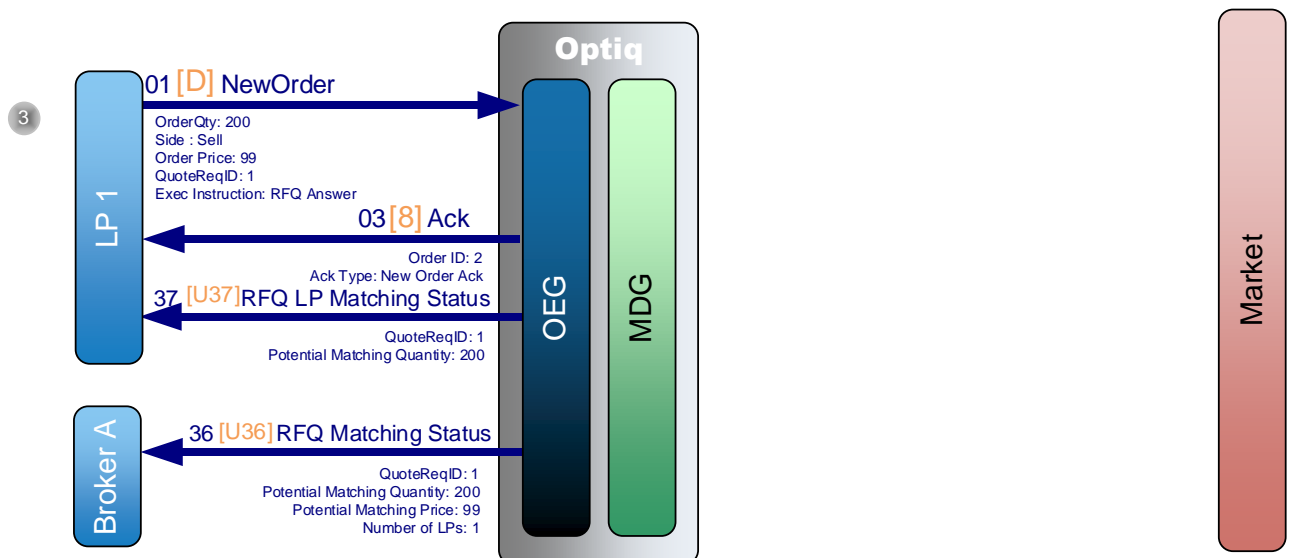 Optiq
3
01 [D] NewOrder
OrderQty: 200
Side : Sell
Order Price: 99
QuoteReqID: 1
Exec Instruction: RFQ Answer
LP 1
03 [8] Ack
Order ID: 2
Ack Type: New Order Ack
37 [U37] RFQ LP Matching Status
QuoteReqID: 1
Potential Matching Quantity: 200
OEG
MDG
Market
Broker A
36 [U36] RFQ Matching Status
QuoteReqID: 1
Potential Matching Quantity: 200
Potential Matching Price: 99
Number of LPs: 1